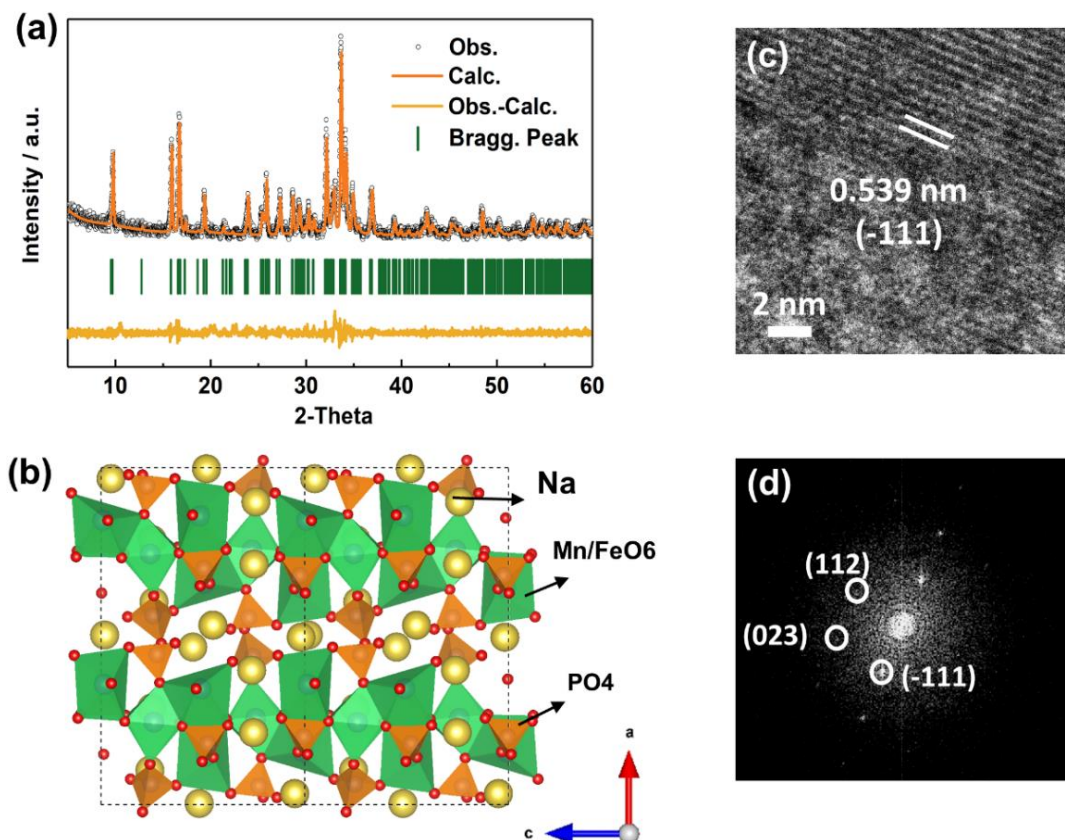 (a)
Obs.
Calc.
Obs.-Calc.
Bragg. Peak
Intensity / a.u.
10 20 30 40 50 60
2-Theta
(b)
Na
Mn/FeO6
PO4
a
c
(c)
0.539 nm
(-111)
2 nm
(d)
(112)
(023)
(-111)